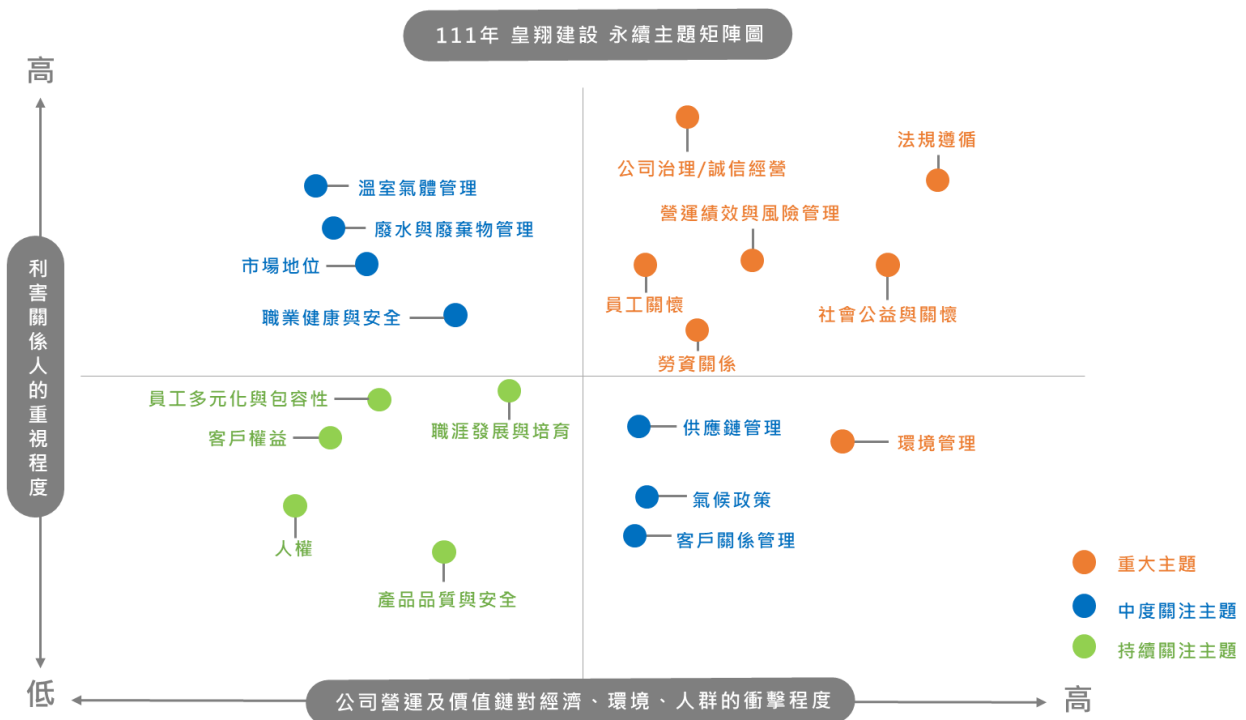 111年 皇翔建設 永續主題矩陣圖
高
法規遵循
公司治理/誠信經營
溫室氣體管理
營運績效與風險管理
廢水與廢棄物管理
市場地位
利害關係人的重視程度
員工關懷
社會公益與關懷
職業健康與安全
勞資關係
員工多元化與包容性
職涯發展與培育
供應鏈管理
客戶權益
環境管理
氣候政策
人權
客戶關係管理
產品品質與安全
重大主題
中度關注主題
持續關注主題
低
公司營運及價值鏈對經濟、環境、人群的衝擊程度
高